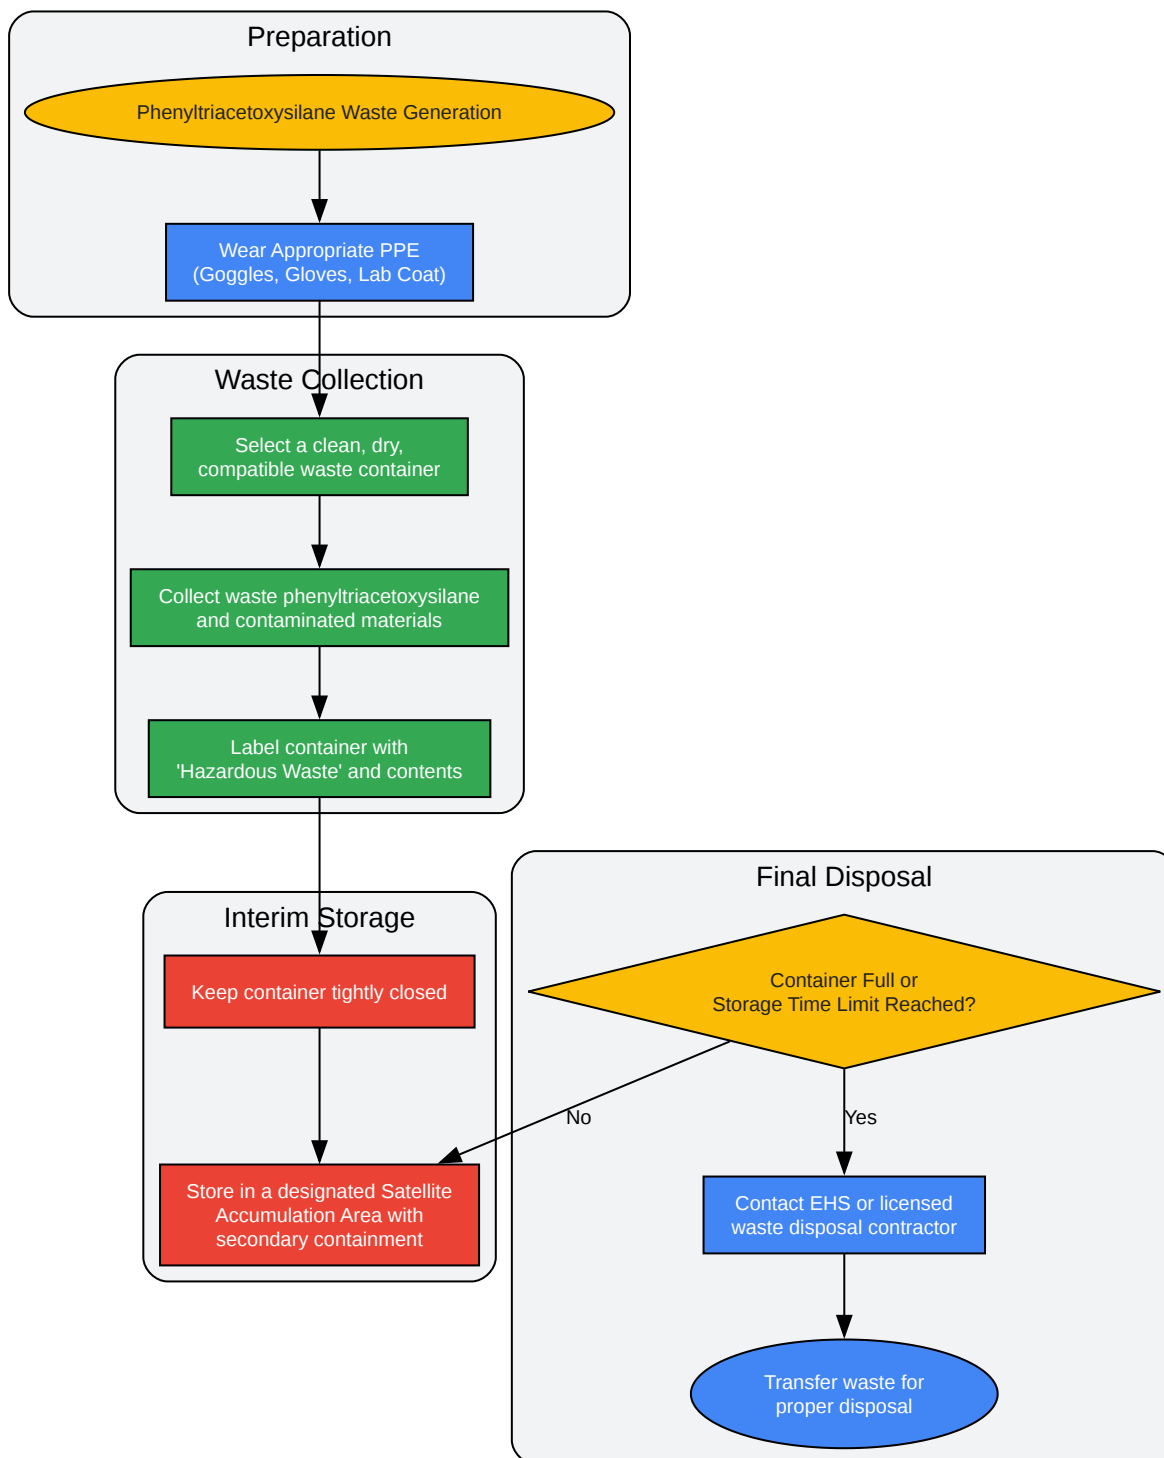 Preparation
Phenyltriacetoxysilane Waste Generation
Wear Appropriate PPE
(Goggles, Gloves, Lab Coat)
Waste Collection
Select a clean, dry,
compatible waste container
Collect waste phenyltriacetoxysilane
and contaminated materials
Label container with
'Hazardous Waste' and contents
Interim Storage
Keep container tightly closed
Store in a designated Satellite
Accumulation Area with
secondary containment
Final Disposal
Container Full or
Storage Time Limit Reached?
No
Yes
Contact EHS or licensed
waste disposal contractor
Transfer waste for
proper disposal